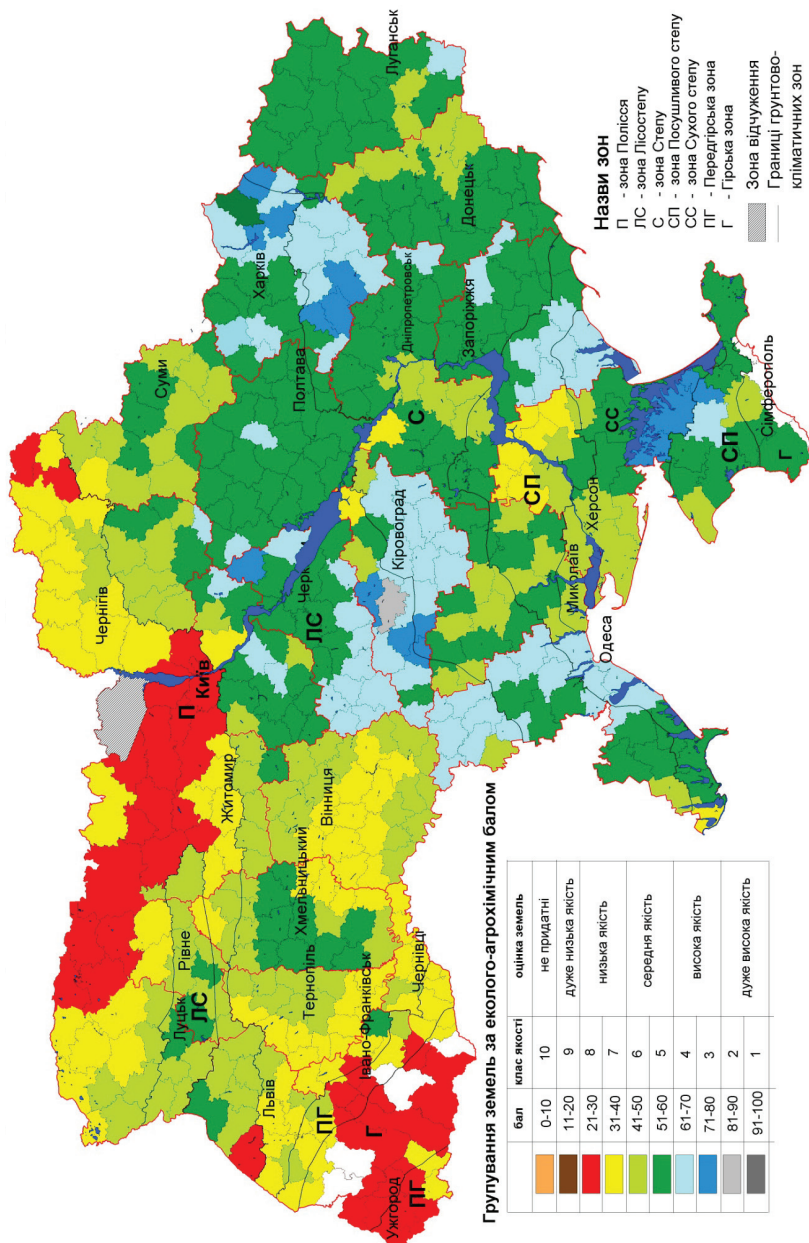 Чернігів
Суми
Київ
П
Житомир
Рівне
Луцьк
ЛС
Львів
Тернопіль
Хмельницький
Вінниця
Івано-Франківськ
Чернівці
Ужгород
ПГ
ПГ
Г
ЛС
Черк
Полтава
Харків
Луганськ
Кіровоград
С
Дніпропетровськ
Донецьк
Запоріжжя
СП
Миколаїв
Херсон
Одеса
СС
СП
Сімферополь
Г
Групування земель за еколого-агрохімічним балом
бал клас якості оцінка земель
0-10 10 не придатні
11-20 9 дуже низька якість
21-30 8 низька якість
31-40 7
41-50 6 середня якість
51-60 5
61-70 4 висока якість
71-80 3
81-90 2 дуже висока якість
91-100 1
Назви зон
П - зона Полісся
ЛС - зона Лісостепу
С - зона Степу
СП - зона Посушливого степу
СС - зона Сухого степу
ПГ - Передгірська зона
Г - Гірська зона
Зона відчуження
Границі грунтово-
кліматичних зон